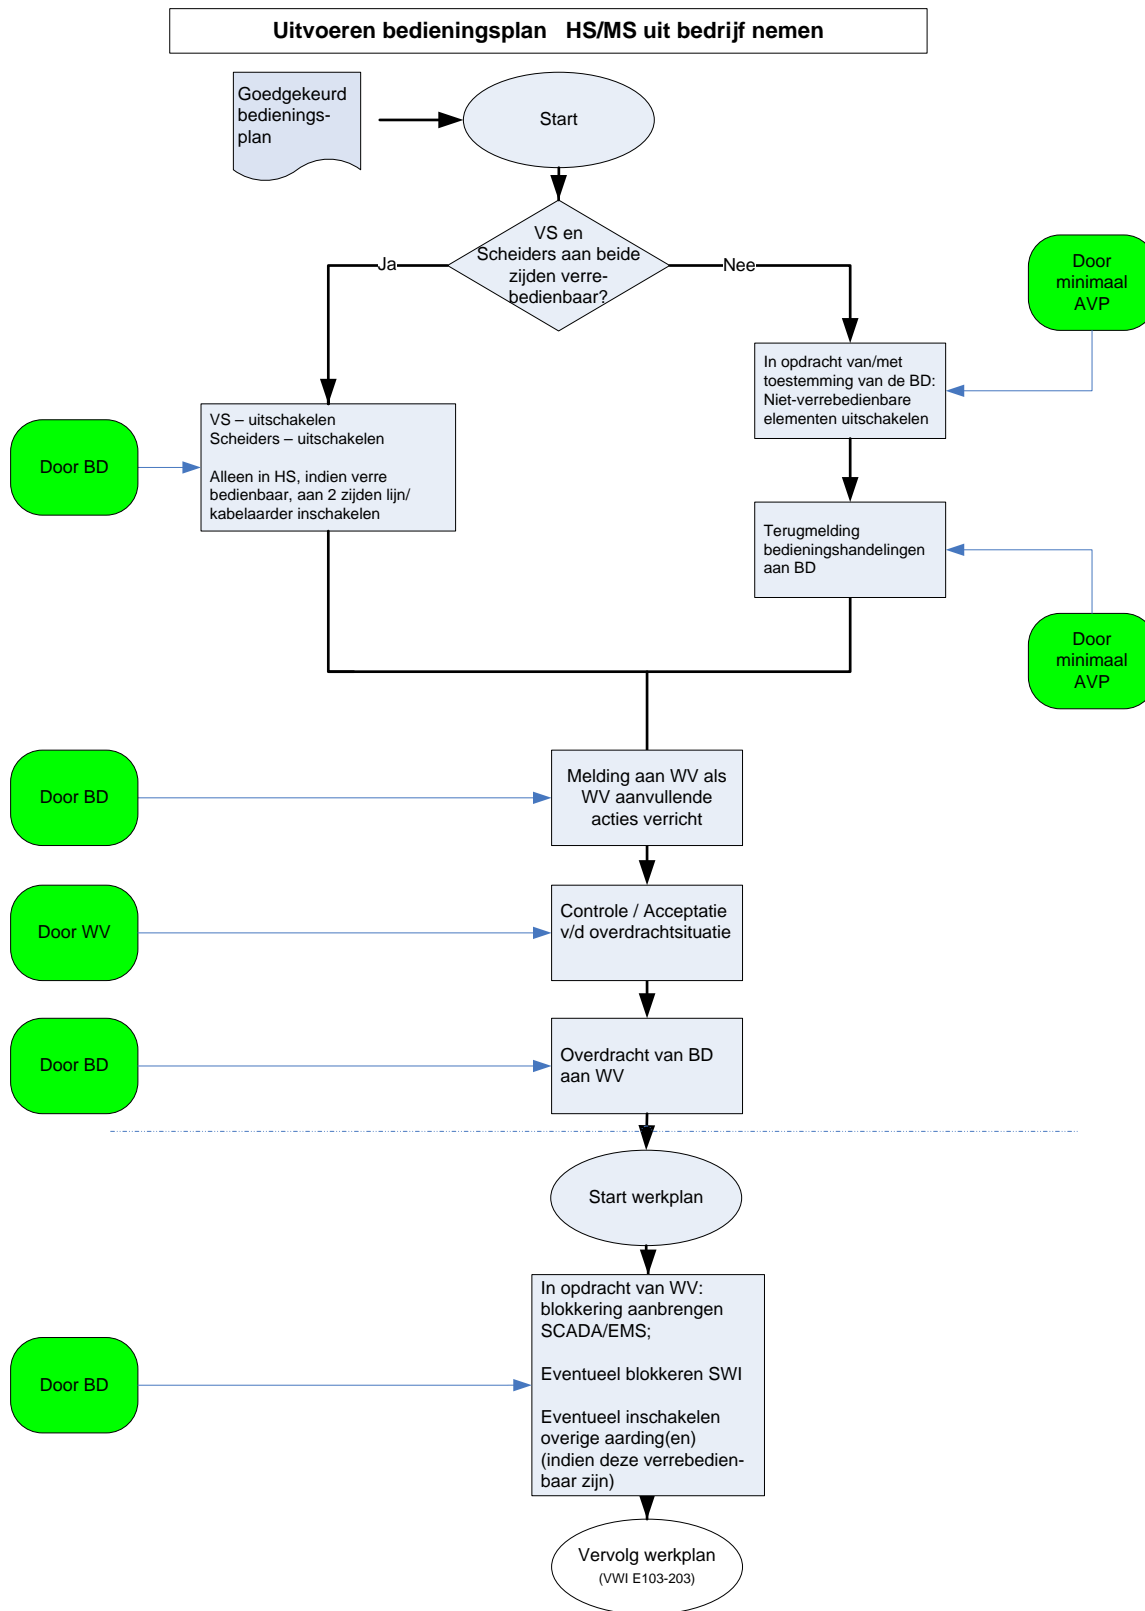 Uitvoeren bedieningsplan HS/MS uit bedrijf nemen
Goedgekeurd
bedienings-
plan
Start
VS en
Scheiders aan beide
zijden verre-
bedienbaar?
Ja
Nee
Door
minimaal
AVP
In opdracht van/met
toestemming van de BD:
Niet-verrebedienbare
elementen uitschakelen
Door BD
VS – uitschakelen
Scheiders – uitschakelen
Alleen in HS, indien verre
bedienbaar, aan 2 zijden lijn/
kabelaarder inschakelen
Terugmelding
bedieningshandelingen
aan BD
Door
minimaal
AVP
Door BD
Melding aan WV als
WV aanvullende
acties verricht
Door WV
Controle / Acceptatie
v/d overdrachtsituatie
Door BD
Overdracht van BD
aan WV
Start werkplan
Door BD
In opdracht van WV:
blokkering aanbrengen
SCADA/EMS;
Eventueel blokkeren SWI
Eventueel inschakelen
overige aarding(en)
(indien deze verrebedien-
baar zijn)
Vervolg werkplan
(VWI E103-203)